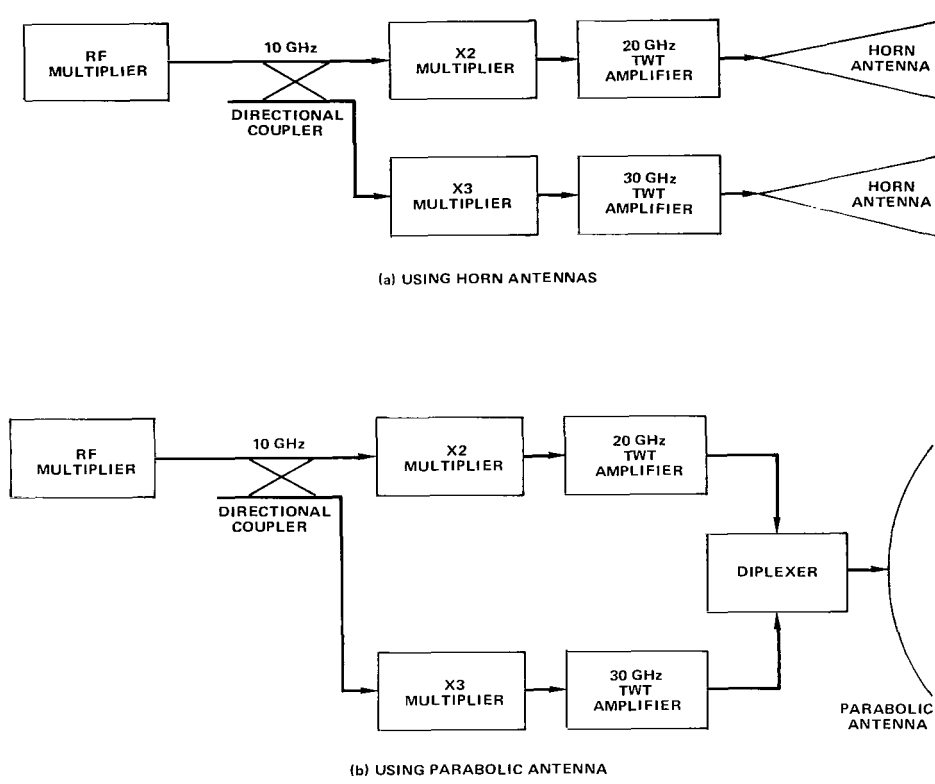 RF
MULTIPLIER
10 GHz
DIRECTIONAL
COUPLER
X2
MULTIPLIER
20 GHz
TWT
AMPLIFIER
HORN
ANTENNA
X3
MULTIPLIER
30 GHz
TWT
AMPLIFIER
HORN
ANTENNA
(a) USING HORN ANTENNAS
RF
MULTIPLIER
10 GHz
DIRECTIONAL
COUPLER
X2
MULTIPLIER
20 GHz
TWT
AMPLIFIER
DIPLEXER
X3
MULTIPLIER
30 GHz
TWT
AMPLIFIER
PARABOLIC
ANTENNA
(b) USING PARABOLIC ANTENNA